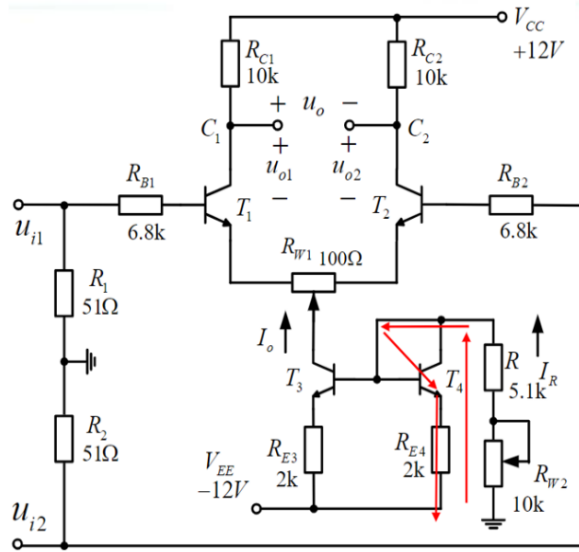 V_CC
+12V
R_C1
10k
R_C2
10k
C_1
+ u_o −
C_2
+
u_o1
−
+
u_o2
−
R_B1
6.8k
T_1
T_2
R_B2
6.8k
u_i1
R_W1 100Ω
R_1
51Ω
I_o
T_3
T_4
R
5.1k
I_R
R_2
51Ω
V_EE
−12V
R_E3
2k
R_E4
2k
R_W2
10k
u_i2